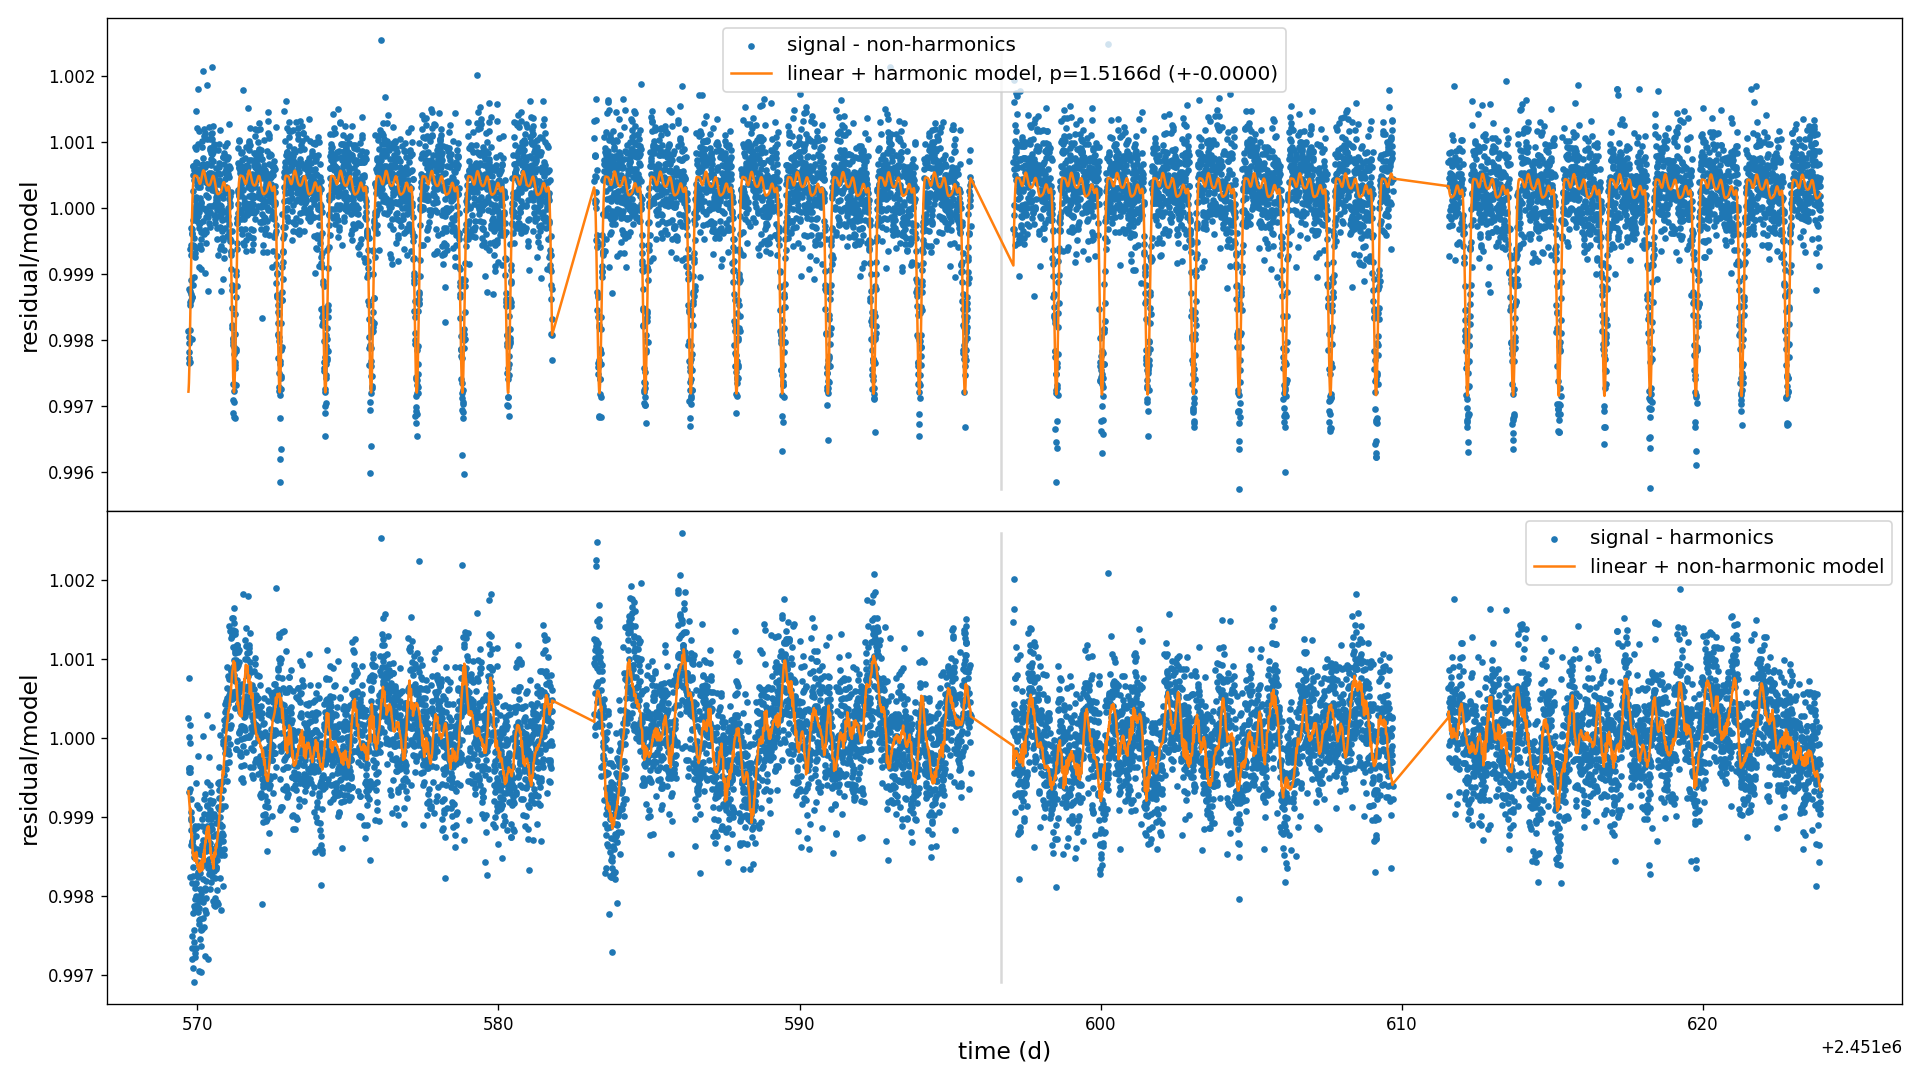 signal - non-harmonics
linear + harmonic model, p=1.5166d (+-0.0000)
1.002
1.001
1.000
0.999
0.998
0.997
0.996
residual/model
signal - harmonics
linear + non-harmonic model
1.002
1.001
1.000
0.999
0.998
0.997
residual/model
570 580 590 600 610 620
time (d)
+2.451e6